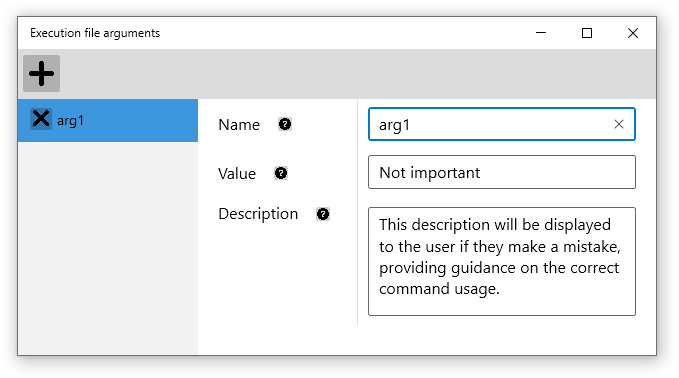 Execution file arguments
arg1
Name ? arg1
Value ? Not important
Description ? This description will be displayed
to the user if they make a mistake,
providing guidance on the correct
command usage.